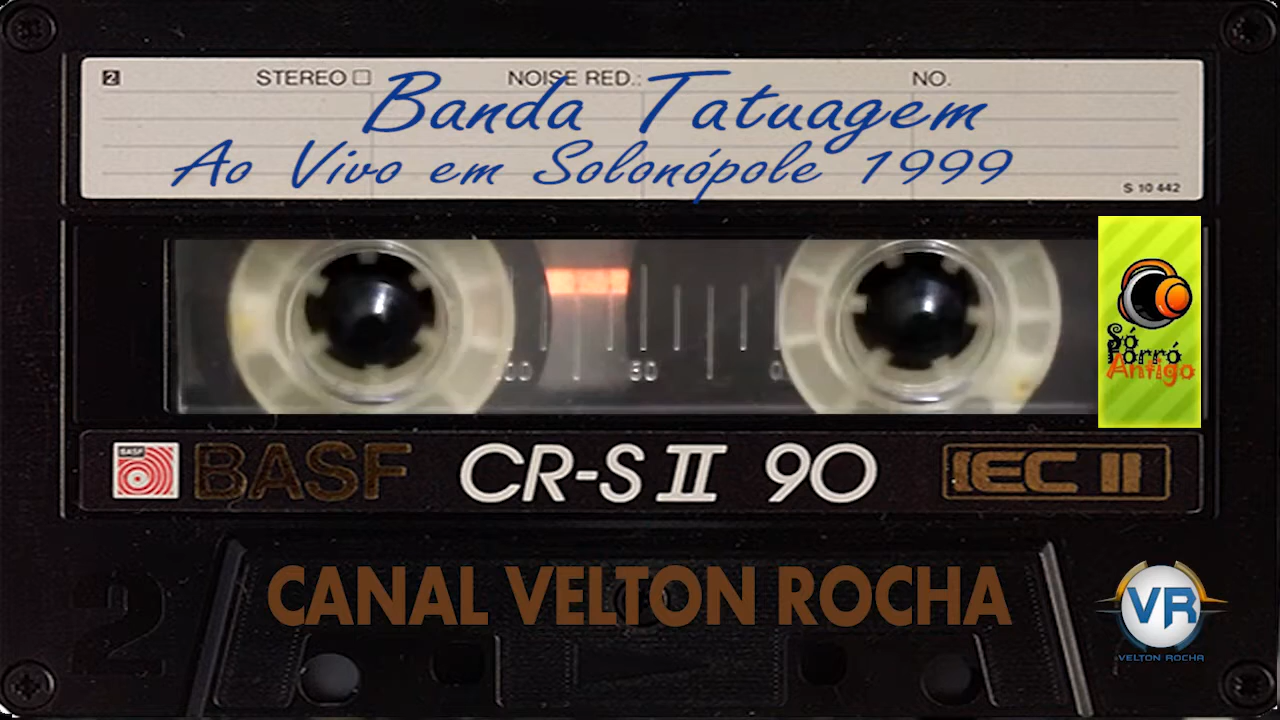 2 STEREO NOISE RED.: NO.
Banda Tatuagem
Ao Vivo em Solonópole 1999
S 10 442
Só
Forró
Antigo
100 50 0
BASF
BASF CR-S II 90 IEC II
CANAL VELTON ROCHA
2
VR
VELTON ROCHA